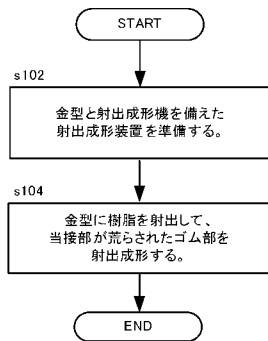 START
s102
金型と射出成形機を備えた
射出成形装置を準備する。
s104
金型に樹脂を射出して、
当接部が荒らされたゴム部を
射出成形する。
END